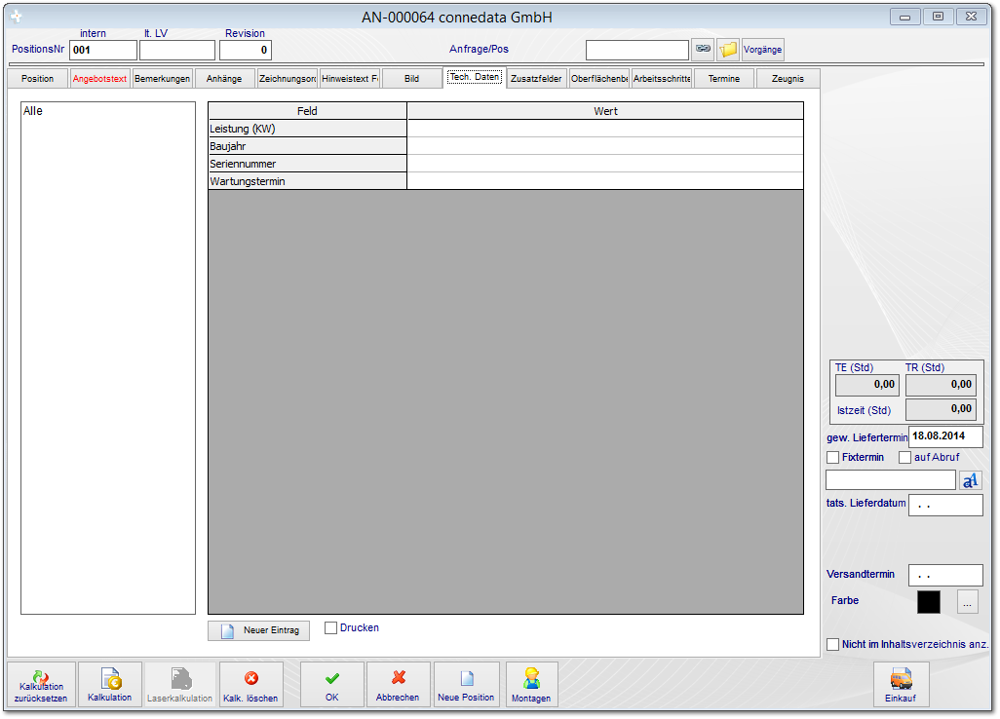 AN-000064 connedata GmbH
intern lt. LV Revision
PositionsNr 001 0 Anfrage/Pos Vorgänge
Position Angebotstext Bemerkungen Anhänge Zeichnungsord Hinweistext F Bild Tech. Daten Zusatzfelder Oberflächenbe Arbeitsschritte Termine Zeugnis
Alle
Feld Wert
Leistung (KW)
Baujahr
Seriennummer
Wartungstermin
TE (Std) TR (Std)
0,00 0,00
Istzeit (Std) 0,00
gew. Liefertermin 18.08.2014
Fixtermin auf Abruf
tats. Lieferdatum . .
Versandtermin . .
Farbe ...
Neuer Eintrag Drucken
Nicht im Inhaltsverzeichnis anz.
Kalkulation
zurücksetzen
Kalkulation
Laserkalkulation
Kalk. löschen
OK
Abbrechen
Neue Position
Montagen
Einkauf